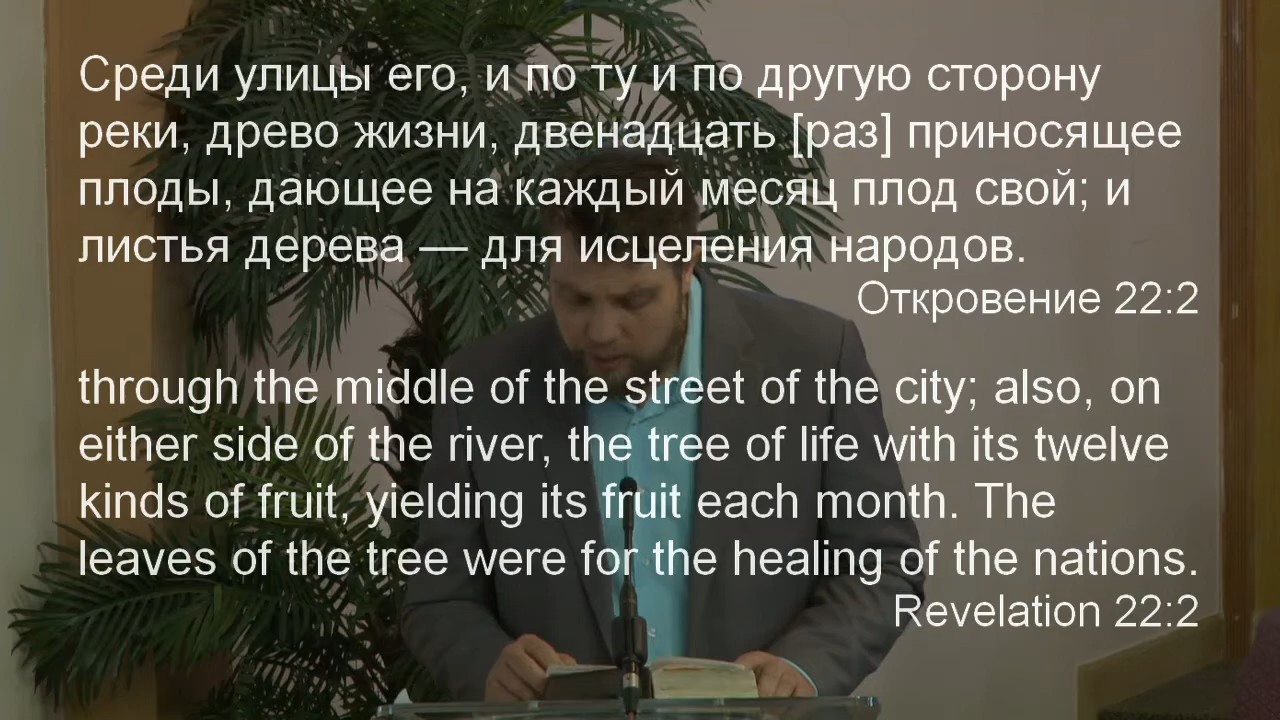 Среди улицы его, и по ту и по другую сторону
реки, древо жизни, двенадцать [раз] приносящее
плоды, дающее на каждый месяц плод свой; и
листья дерева — для исцеления народов.
Откровение 22:2
through the middle of the street of the city; also, on
either side of the river, the tree of life with its twelve
kinds of fruit, yielding its fruit each month. The
leaves of the tree were for the healing of the nations.
Revelation 22:2